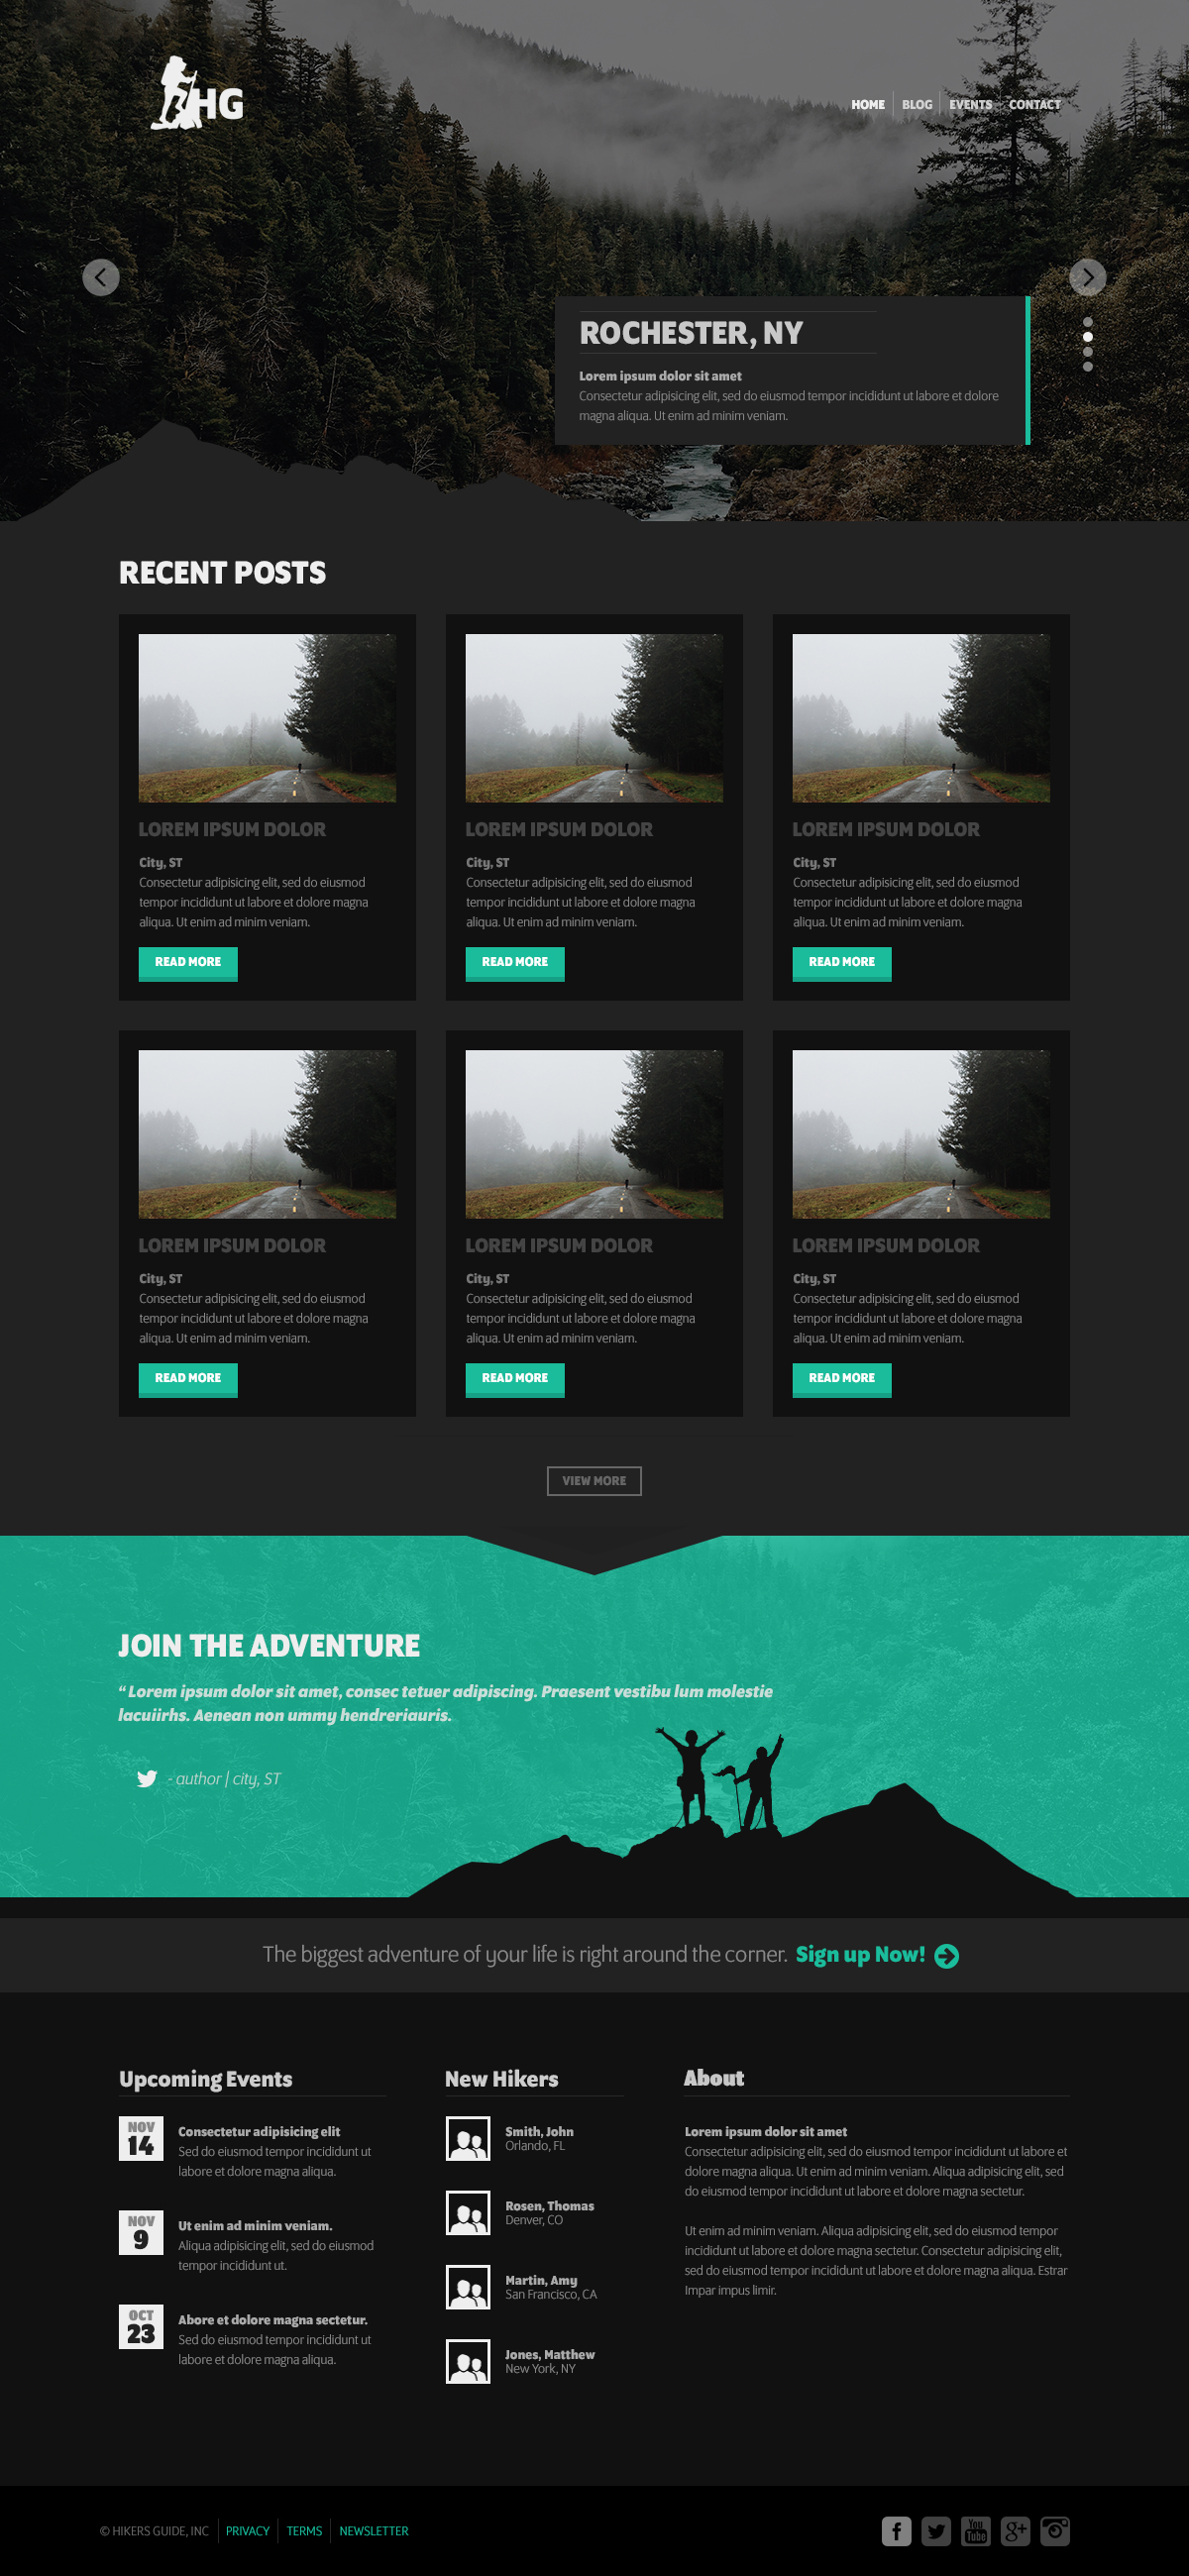 HG
HOME BLOG EVENTS CONTACT
ROCHESTER, NY
Lorem ipsum dolor sit amet
Consectetur adipisicing elit, sed do eiusmod tempor incididunt ut labore et dolore
magna aliqua. Ut enim ad minim veniam.
RECENT POSTS
LOREM IPSUM DOLOR
City, ST
Consectetur adipisicing elit, sed do eiusmod
tempor incididunt ut labore et dolore magna
aliqua. Ut enim ad minim veniam.
READ MORE
LOREM IPSUM DOLOR
City, ST
Consectetur adipisicing elit, sed do eiusmod
tempor incididunt ut labore et dolore magna
aliqua. Ut enim ad minim veniam.
READ MORE
LOREM IPSUM DOLOR
City, ST
Consectetur adipisicing elit, sed do eiusmod
tempor incididunt ut labore et dolore magna
aliqua. Ut enim ad minim veniam.
READ MORE
LOREM IPSUM DOLOR
City, ST
Consectetur adipisicing elit, sed do eiusmod
tempor incididunt ut labore et dolore magna
aliqua. Ut enim ad minim veniam.
READ MORE
LOREM IPSUM DOLOR
City, ST
Consectetur adipisicing elit, sed do eiusmod
tempor incididunt ut labore et dolore magna
aliqua. Ut enim ad minim veniam.
READ MORE
LOREM IPSUM DOLOR
City, ST
Consectetur adipisicing elit, sed do eiusmod
tempor incididunt ut labore et dolore magna
aliqua. Ut enim ad minim veniam.
READ MORE
VIEW MORE
JOIN THE ADVENTURE
“ Lorem ipsum dolor sit amet, consec tetuer adipiscing. Praesent vestibu lum molestie
lacuiirhs. Aenean non ummy hendreriauris.
- author | city, ST
The biggest adventure of your life is right around the corner. Sign up Now!
Upcoming Events
NOV
14
Consectetur adipisicing elit
Sed do eiusmod tempor incididunt ut
labore et dolore magna aliqua.
NOV
9
Ut enim ad minim veniam.
Aliqua adipisicing elit, sed do eiusmod
tempor incididunt ut.
OCT
23
Abore et dolore magna sectetur.
Sed do eiusmod tempor incididunt ut
labore et dolore magna aliqua.
New Hikers
Smith, John
Orlando, FL
Rosen, Thomas
Denver, CO
Martin, Amy
San Francisco, CA
Jones, Matthew
New York, NY
About
Lorem ipsum dolor sit amet
Consectetur adipisicing elit, sed do eiusmod tempor incididunt ut labore et
dolore magna aliqua. Ut enim ad minim veniam. Aliqua adipisicing elit, sed
do eiusmod tempor incididunt ut labore et dolore magna sectetur.
Ut enim ad minim veniam. Aliqua adipisicing elit, sed do eiusmod tempor
incididunt ut labore et dolore magna sectetur. Consectetur adipisicing elit,
sed do eiusmod tempor incididunt ut labore et dolore magna aliqua. Estrar
Impar impus limir.
© HIKERS GUIDE, INC PRIVACY TERMS NEWSLETTER
f You Tube g+